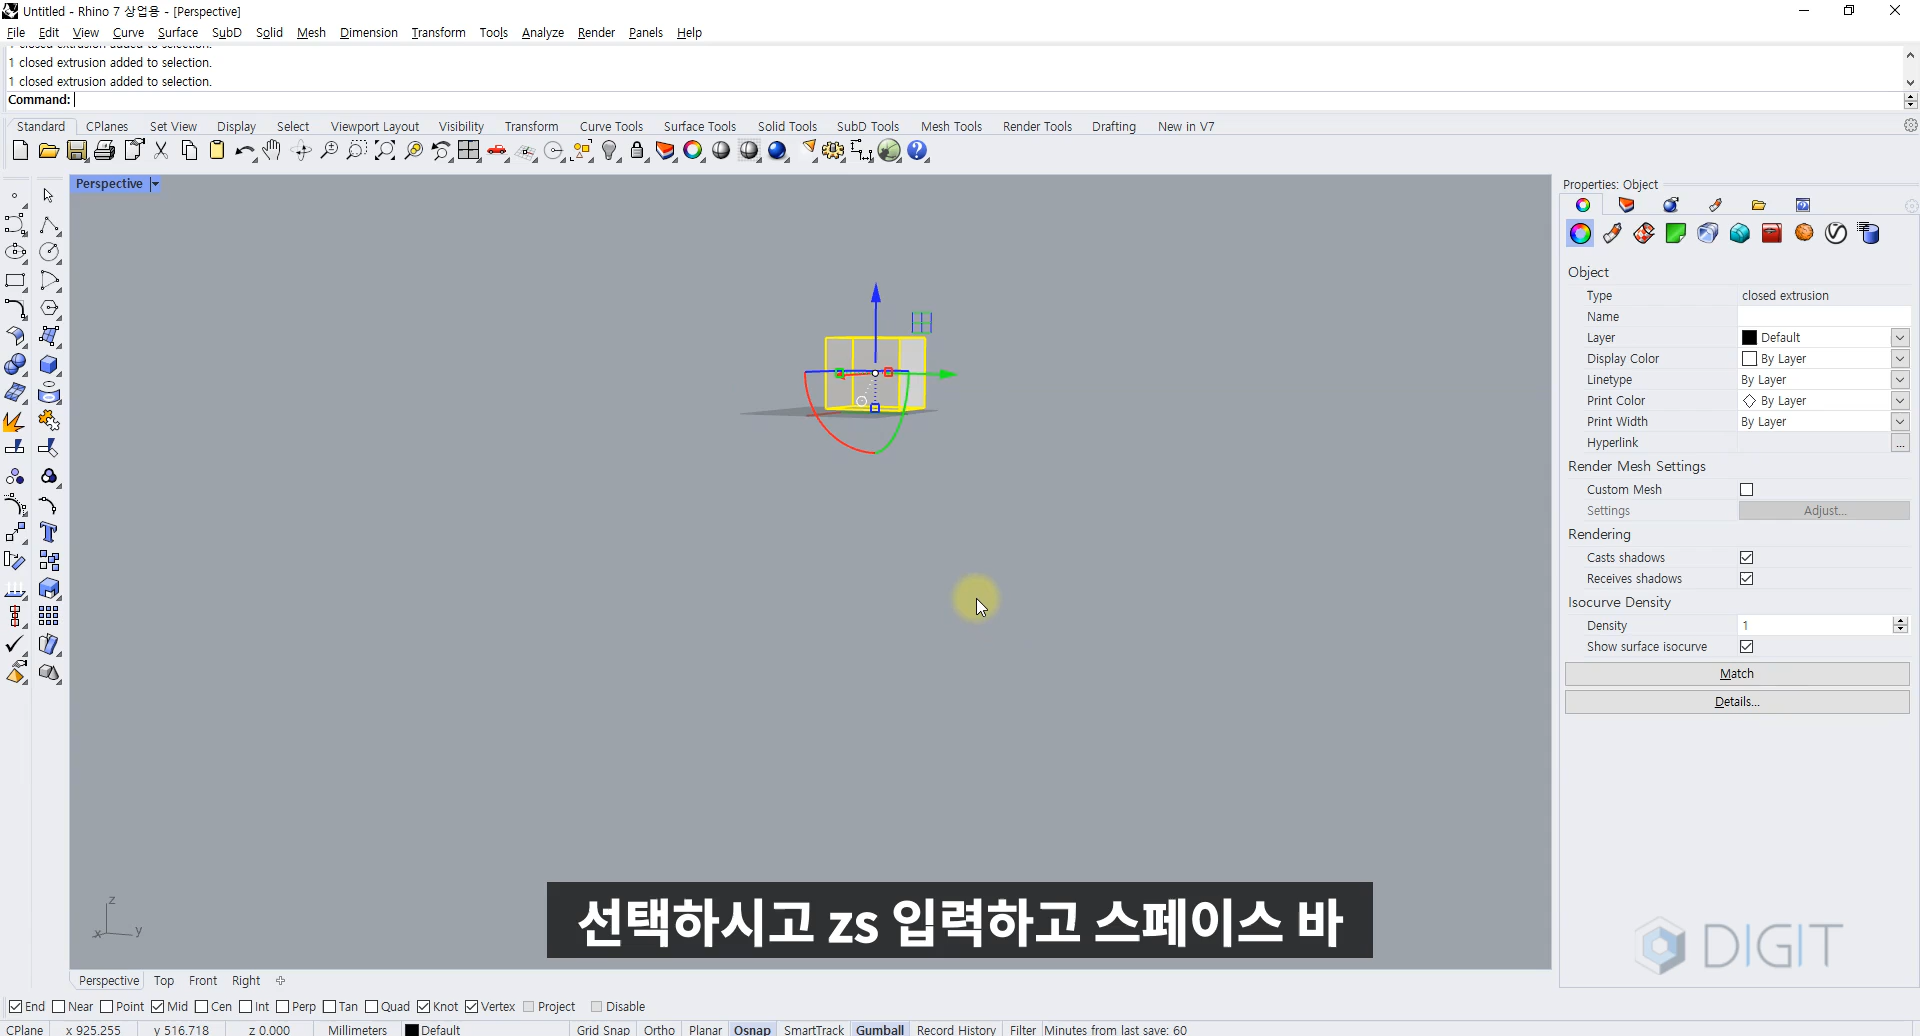 Untitled - Rhino 7 상업용 - [Perspective]
File Edit View Curve Surface SubD Solid Mesh Dimension Transform Tools Analyze Render Panels Help
1 closed extrusion added to selection.
1 closed extrusion added to selection.
1 closed extrusion added to selection.
Command:
Standard CPlanes Set View Display Select Viewport Layout Visibility Transform Curve Tools Surface Tools Solid Tools SubD Tools Mesh Tools Render Tools Drafting New in V7
Perspective
Properties: Object
Object
Type closed extrusion
Name
Layer Default
Display Color By Layer
Linetype By Layer
Print Color By Layer
Print Width By Layer
Hyperlink ...
Render Mesh Settings
Custom Mesh
Settings Adjust...
Rendering
Casts shadows
Receives shadows
Isocurve Density
Density 1
Show surface isocurve
Match
Details...
z
x y
선택하시고 zs 입력하고 스페이스 바
DIGIT
Perspective Top Front Right
End Near Point Mid Cen Int Perp Tan Quad Knot Vertex Project Disable
CPlane x 925.255 y 516.718 z 0.000 Millimeters Default Grid Snap Ortho Planar Osnap SmartTrack Gumball Record History Filter Minutes from last save: 60